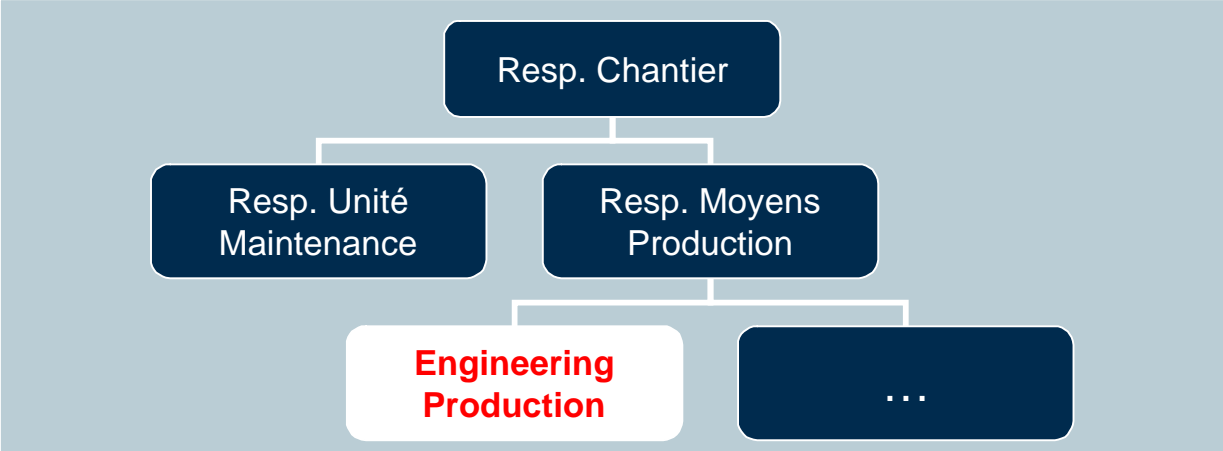 Resp. Chantier
Resp. Unité
Maintenance
Resp. Moyens
Production
Engineering
Production
...